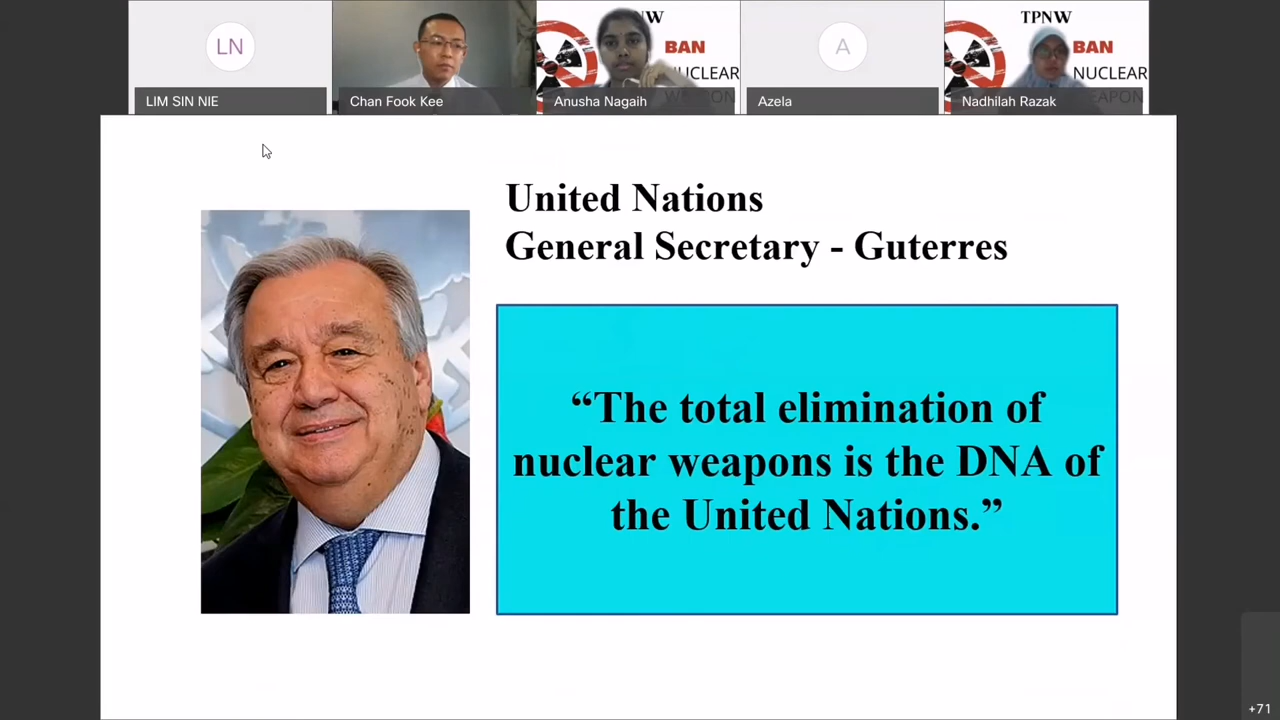 LN
LIM SIN NIE
Chan Fook Kee
BAN
NUCLEAR
Anusha Nagaih
A
Azela
TPNW
BAN
NUCLEAR
Nadhilah Razak
United Nations
General Secretary - Guterres
“The total elimination of
nuclear weapons is the DNA of
the United Nations.”
+71